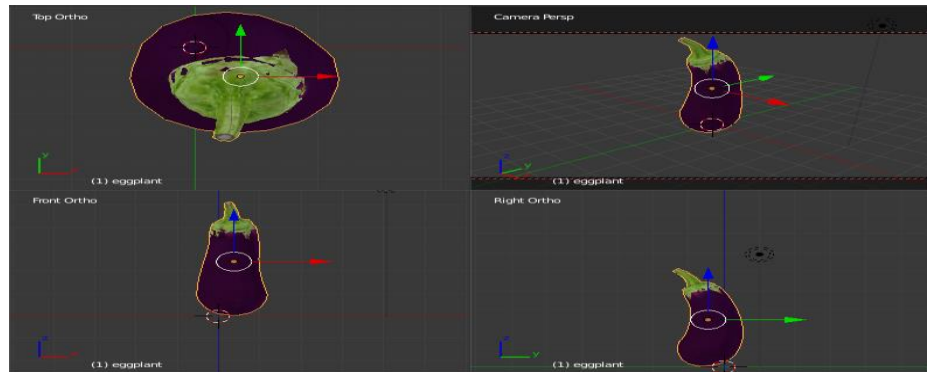 Top Ortho
Camera Persp
y
z
(1) eggplant
(1) eggplant
Front Ortho
Right Ortho
z
z
y
(1) eggplant
(1) eggplant